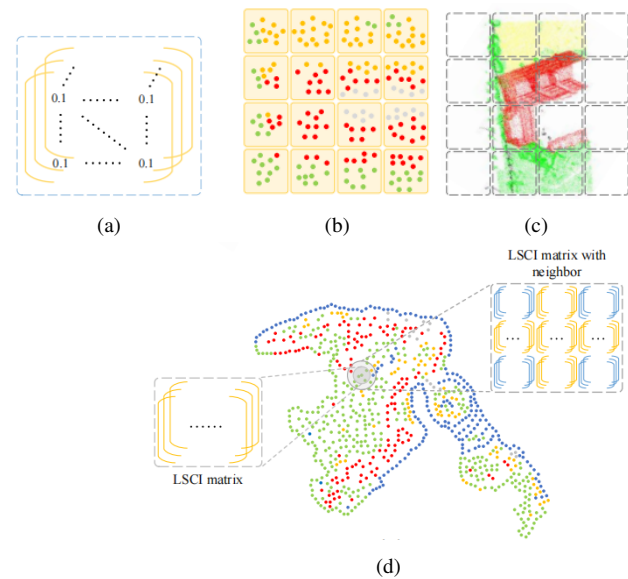 0.1 ...... 0.1
0.1 ...... 0.1
(a)
(b)
(c)
LSCI matrix with
neighbor
... ... ...
......
LSCI matrix
(d)